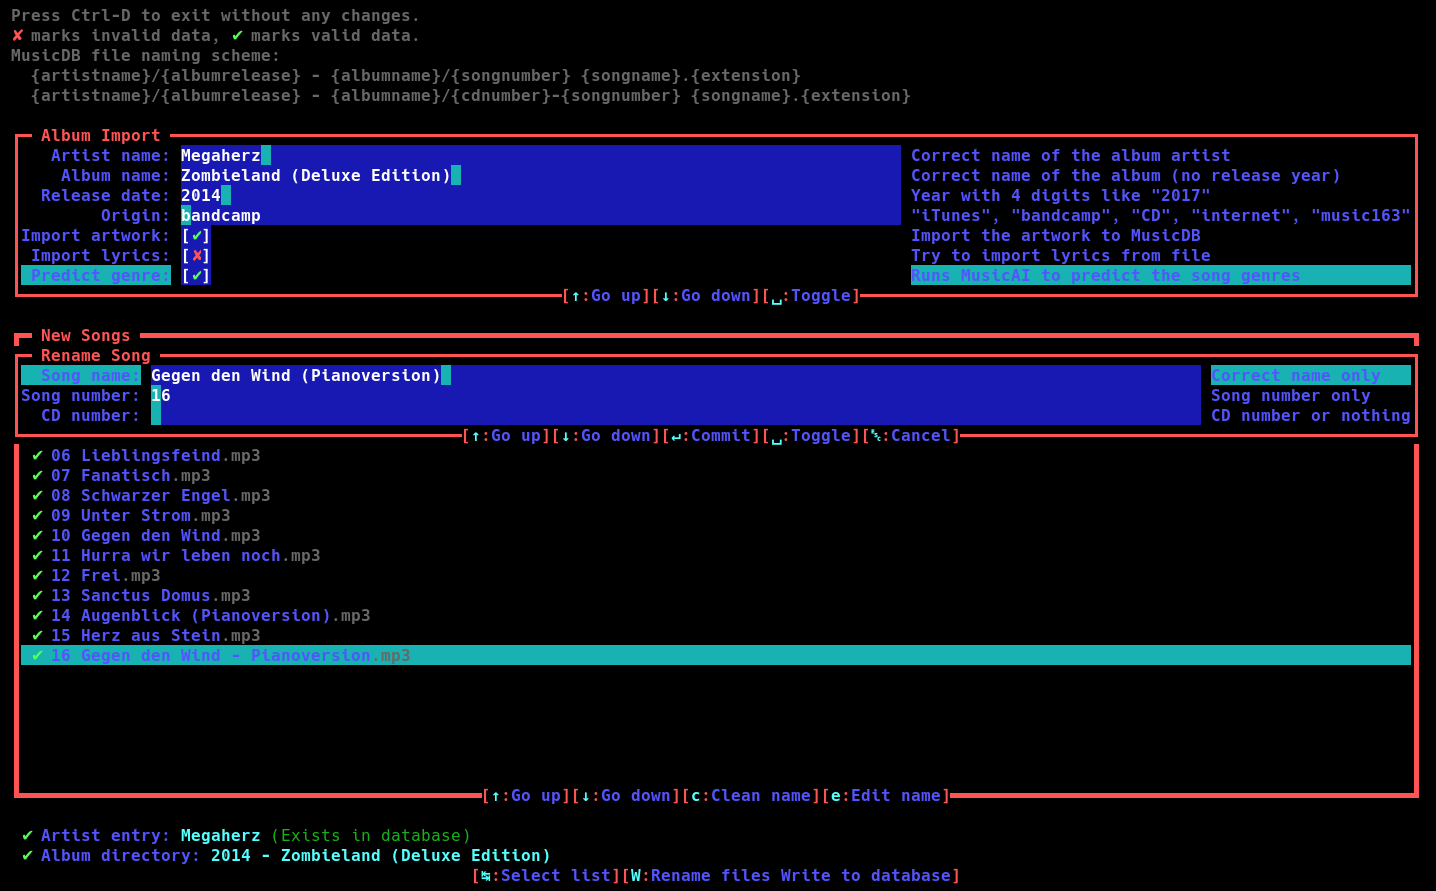 Press Ctrl-D to exit without any changes.
✘ marks invalid data, ✔ marks valid data.
MusicDB file naming scheme:
{artistname}/{albumrelease} - {albumname}/{songnumber} {songname}.{extension}
{artistname}/{albumrelease} - {albumname}/{cdnumber}-{songnumber} {songname}.{extension}
Album Import
Artist name: Megaherz Correct name of the album artist
Album name: Zombieland (Deluxe Edition) Correct name of the album (no release year)
Release date: 2014 Year with 4 digits like "2017"
Origin: bandcamp "iTunes", "bandcamp", "CD", "internet", "music163"
Import artwork: [✔] Import the artwork to MusicDB
Import lyrics: [✘] Try to import lyrics from file
Predict genre: [✔] Runs MusicAI to predict the song genres
[↑:Go up][↓:Go down][␣:Toggle]
New Songs
Rename Song
Song name: Gegen den Wind (Pianoversion) Correct name only
Song number: 16 Song number only
CD number: CD number or nothing
[↑:Go up][↓:Go down][↵:Commit][␣:Toggle][␛:Cancel]
✔ 06 Lieblingsfeind.mp3
✔ 07 Fanatisch.mp3
✔ 08 Schwarzer Engel.mp3
✔ 09 Unter Strom.mp3
✔ 10 Gegen den Wind.mp3
✔ 11 Hurra wir leben noch.mp3
✔ 12 Frei.mp3
✔ 13 Sanctus Domus.mp3
✔ 14 Augenblick (Pianoversion).mp3
✔ 15 Herz aus Stein.mp3
✔ 16 Gegen den Wind - Pianoversion.mp3
[↑:Go up][↓:Go down][c:Clean name][e:Edit name]
✔ Artist entry: Megaherz (Exists in database)
✔ Album directory: 2014 - Zombieland (Deluxe Edition)
[↹:Select list][W:Rename files Write to database]